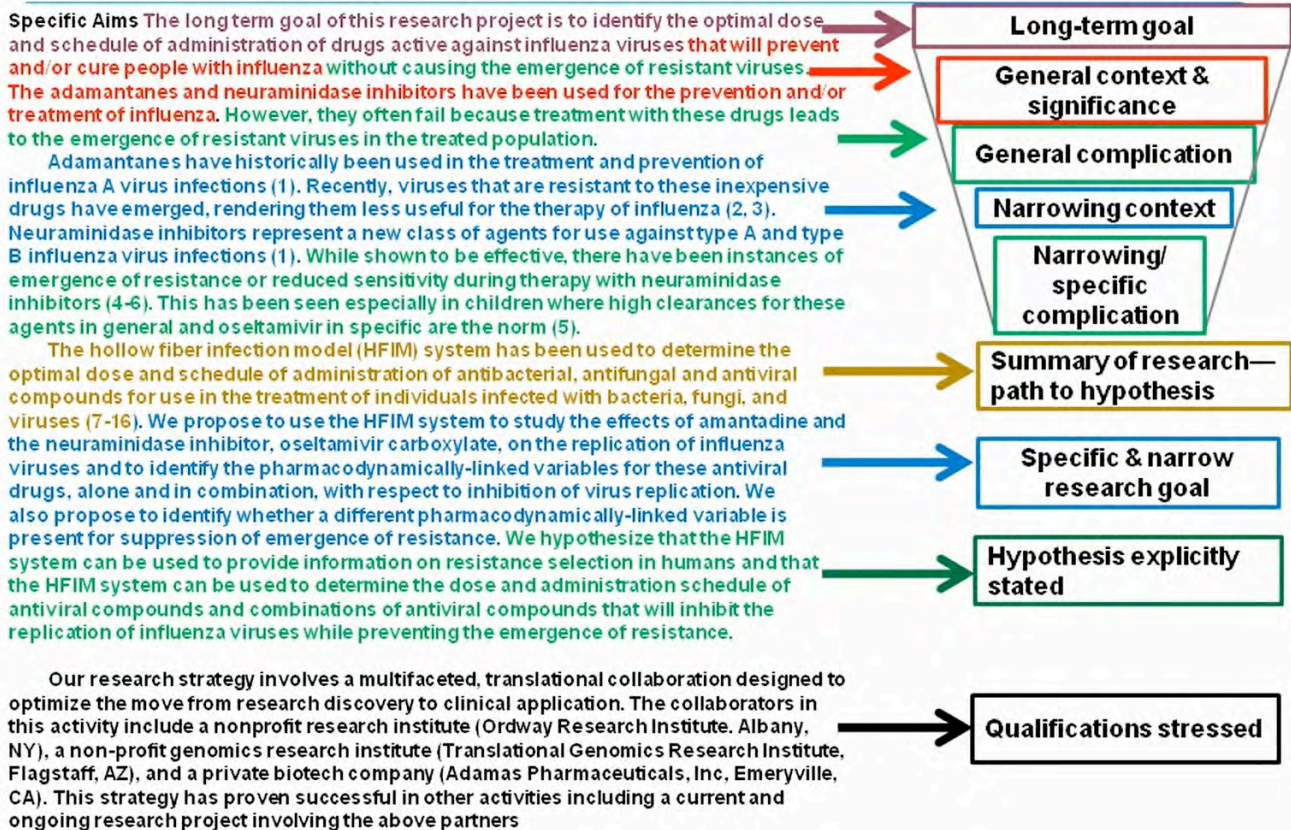 Specific Aims The long term goal of this research project is to identify the optimal dose
and schedule of administration of drugs active against influenza viruses that will prevent
and/or cure people with influenza without causing the emergence of resistant viruses.
The adamantanes and neuraminidase inhibitors have been used for the prevention and/or
treatment of influenza. However, they often fail because treatment with these drugs leads
to the emergence of resistant viruses in the treated population.
Adamantanes have historically been used in the treatment and prevention of
influenza A virus infections (1). Recently, viruses that are resistant to these inexpensive
drugs have emerged, rendering them less useful for the therapy of influenza (2, 3).
Neuraminidase inhibitors represent a new class of agents for use against type A and type
B influenza virus infections (1). While shown to be effective, there have been instances of
emergence of resistance or reduced sensitivity during therapy with neuraminidase
inhibitors (4-6). This has been seen especially in children where high clearances for these
agents in general and oseltamivir in specific are the norm (5).
The hollow fiber infection model (HFIM) system has been used to determine the
optimal dose and schedule of administration of antibacterial, antifungal and antiviral
compounds for use in the treatment of individuals infected with bacteria, fungi, and
viruses (7-16). We propose to use the HFIM system to study the effects of amantadine and
the neuraminidase inhibitor, oseltamivir carboxylate, on the replication of influenza
viruses and to identify the pharmacodynamically-linked variables for these antiviral
drugs, alone and in combination, with respect to inhibition of virus replication. We
also propose to identify whether a different pharmacodynamically-linked variable is
present for suppression of emergence of resistance. We hypothesize that the HFIM
system can be used to provide information on resistance selection in humans and that
the HFIM system can be used to determine the dose and administration schedule of
antiviral compounds and combinations of antiviral compounds that will inhibit the
replication of influenza viruses while preventing the emergence of resistance.
Our research strategy involves a multifaceted, translational collaboration designed to
optimize the move from research discovery to clinical application. The collaborators in
this activity include a nonprofit research institute (Ordway Research Institute. Albany,
NY), a non-profit genomics research institute (Translational Genomics Research Institute,
Flagstaff, AZ), and a private biotech company (Adamas Pharmaceuticals, Inc, Emeryville,
CA). This strategy has proven successful in other activities including a current and
ongoing research project involving the above partners
Long-term goal
General context &
significance
General complication
Narrowing context
Narrowing/
specific
complication
Summary of research—
path to hypothesis
Specific & narrow
research goal
Hypothesis explicitly
stated
Qualifications stressed